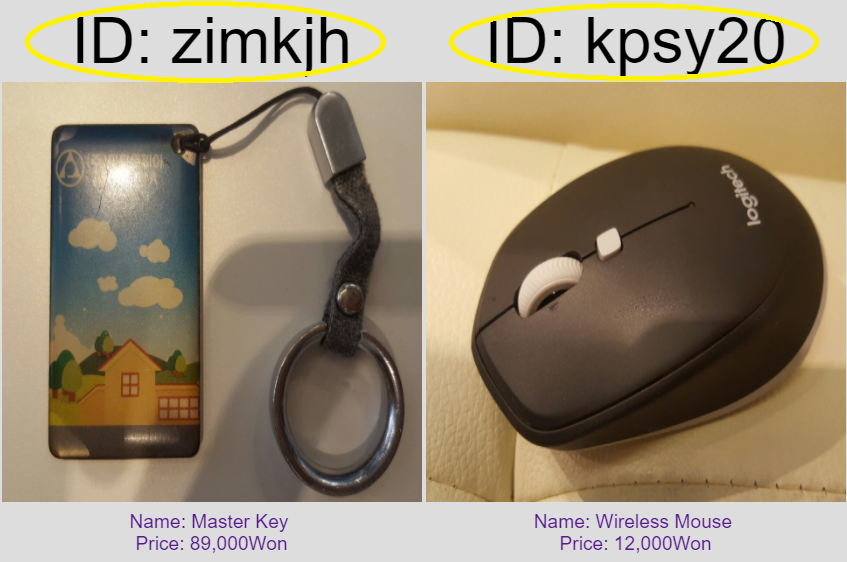 ID: zimkjh
ID: kpsy20
logitech
Name: Master Key
Price: 89,000Won
Name: Wireless Mouse
Price: 12,000Won